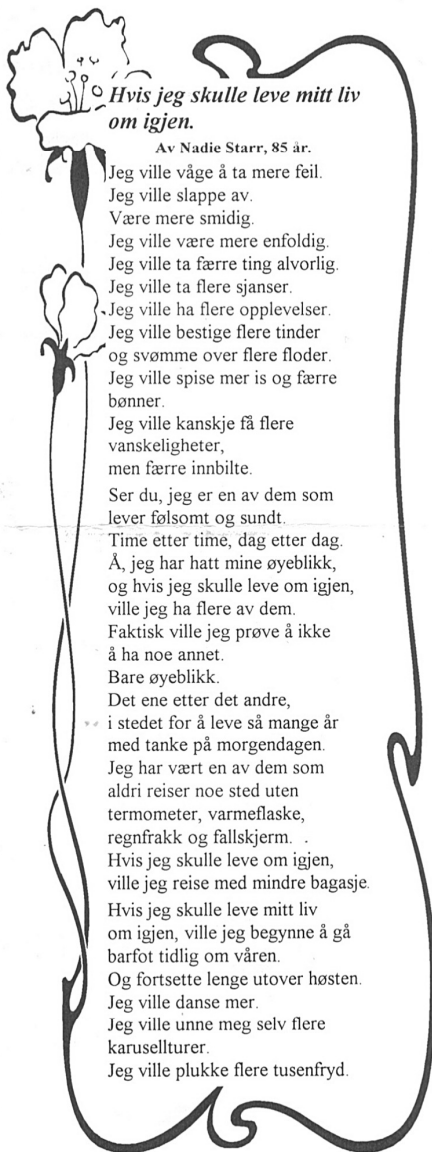 Hvis jeg skulle leve mitt liv
om igjen.
Av Nadie Starr, 85 år.
Jeg ville våge å ta mere feil.
Jeg ville slappe av.
Være mere smidig.
Jeg ville være mere enfoldig.
Jeg ville ta færre ting alvorlig.
Jeg ville ta flere sjanser.
Jeg ville ha flere opplevelser.
Jeg ville bestige flere tinder
og svømme over flere floder.
Jeg ville spise mer is og færre
bønner.
Jeg ville kanskje få flere
vanskeligheter,
men færre innbilte.
Ser du, jeg er en av dem som
lever følsomt og sundt.
Time etter time, dag etter dag.
Å, jeg har hatt mine øyeblikk,
og hvis jeg skulle leve om igjen,
ville jeg ha flere av dem.
Faktisk ville jeg prøve å ikke
å ha noe annet.
Bare øyeblikk.
Det ene etter det andre,
i stedet for å leve så mange år
med tanke på morgendagen.
Jeg har vært en av dem som
aldri reiser noe sted uten
termometer, varmeflaske,
regnfrakk og fallskjerm.
Hvis jeg skulle leve om igjen,
ville jeg reise med mindre bagasje.
Hvis jeg skulle leve mitt liv
om igjen, ville jeg begynne å gå
barfot tidlig om våren.
Og fortsette lenge utover høsten.
Jeg ville danse mer.
Jeg ville unne meg selv flere
karusellturer.
Jeg ville plukke flere tusenfryd.